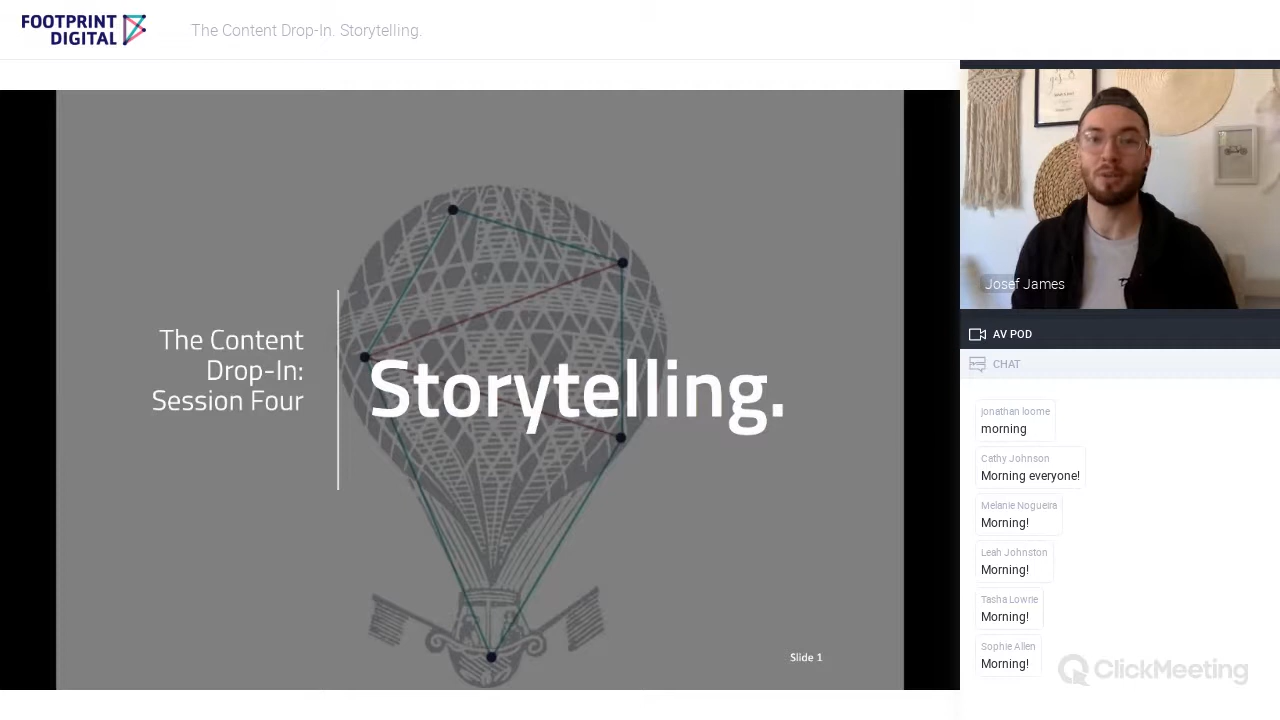 FOOTPRINT
DIGITAL
The Content Drop-In. Storytelling.
The Content
Drop-In:
Session Four
Storytelling.
Slide 1
Josef James
AV POD
CHAT
jonathan loome
morning
Cathy Johnson
Morning everyone!
Melanie Nogueira
Morning!
Leah Johnston
Morning!
Tasha Lowrie
Morning!
Sophie Allen
Morning!
ClickMeeting